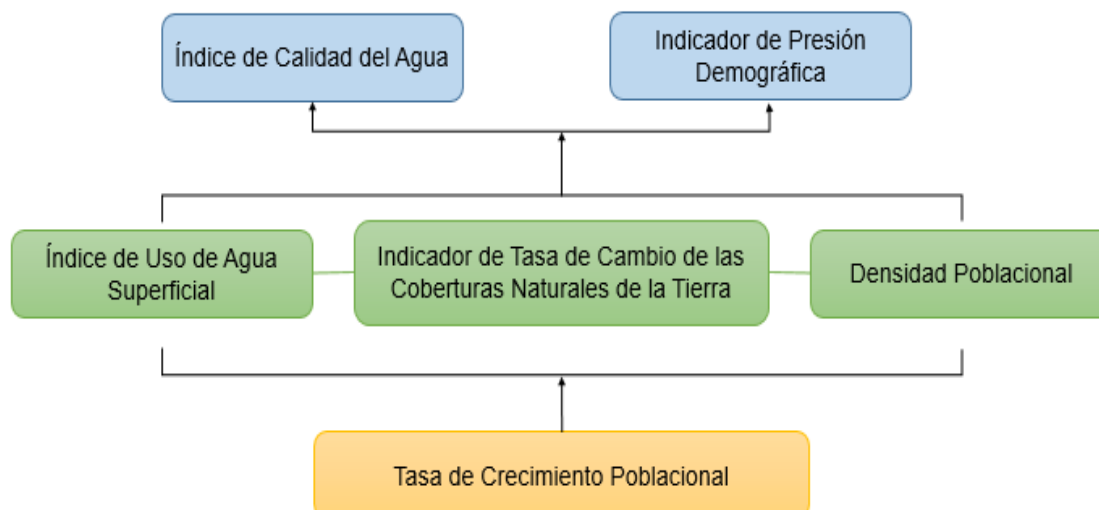 Índice de Calidad del Agua
Indicador de Presión
Demográfica
Índice de Uso de Agua
Superficial
Indicador de Tasa de Cambio de las
Coberturas Naturales de la Tierra
Densidad Poblacional
Tasa de Crecimiento Poblacional